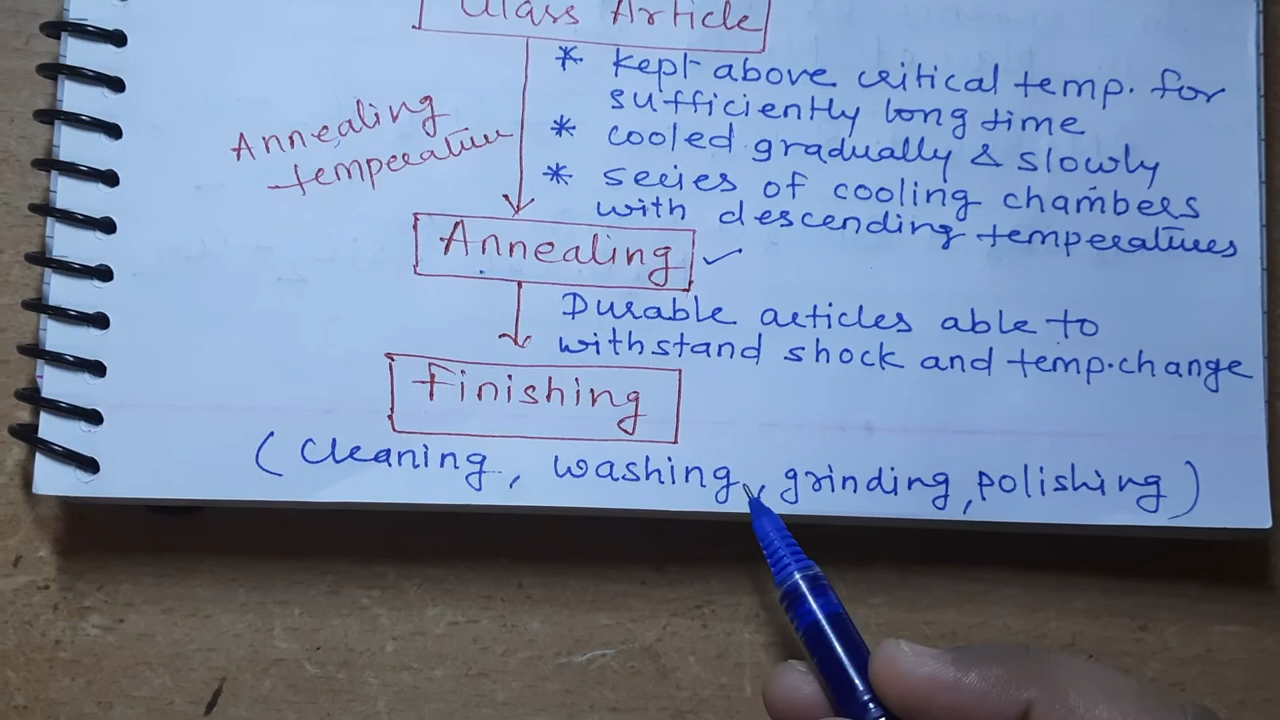 Glass Article
* kept above critical temp. for
sufficiently long time
Annealing
temperature
* cooled gradually & slowly
* series of cooling chambers
with descending temperatures
Annealing ✓
Durable articles able to
withstand shock and temp.change
Finishing
(cleaning, washing, grinding, polishing)